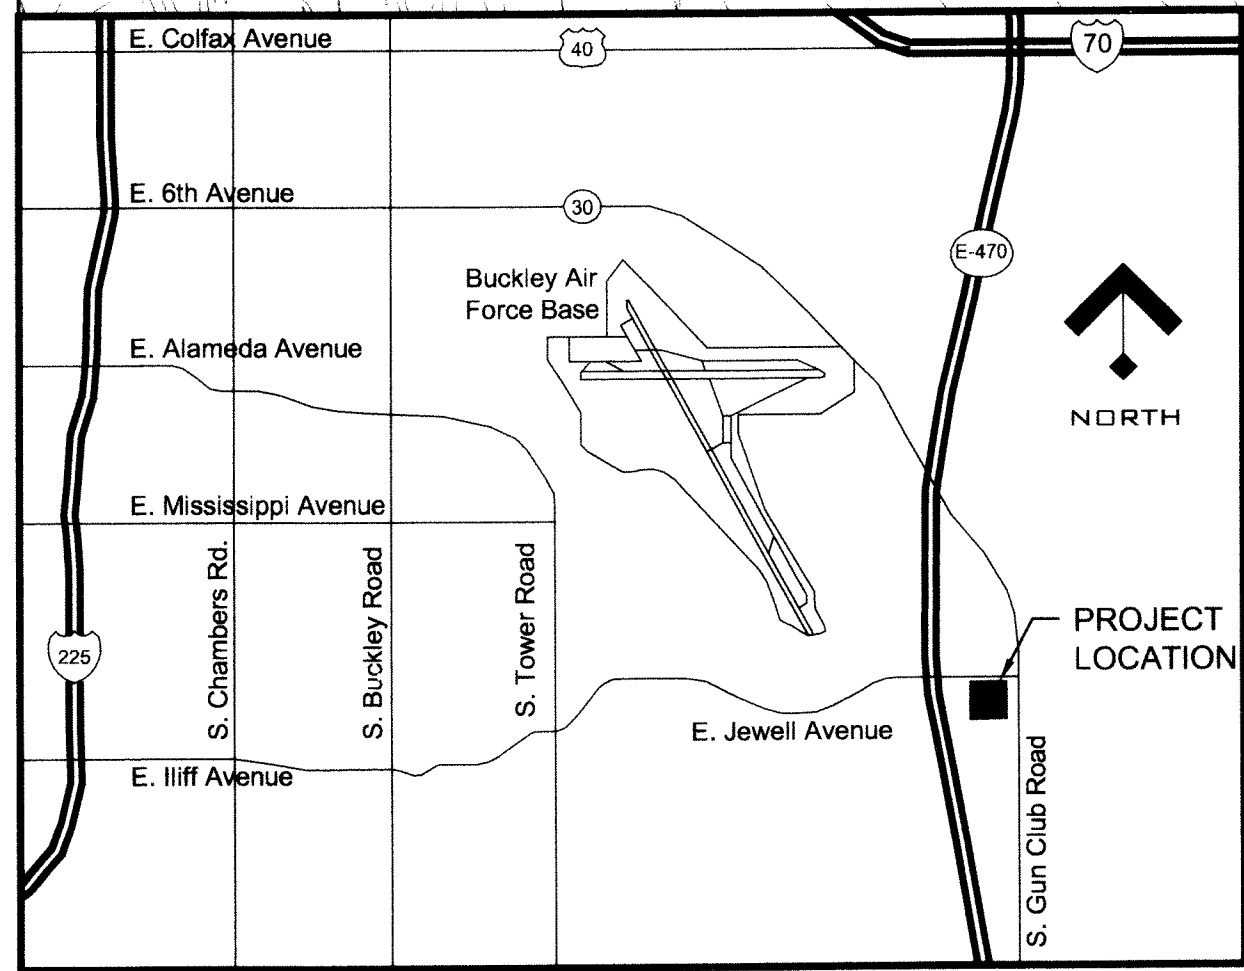 E. Colfax Avenue
40
70
E. 6th Avenue
30
E-470
Buckley Air
Force Base
E. Alameda Avenue
NORTH
E. Mississippi Avenue
S. Chambers Rd.
S. Buckley Road
S. Tower Road
PROJECT
LOCATION
225
E. Jewell Avenue
E. Iliff Avenue
S. Gun Club Road